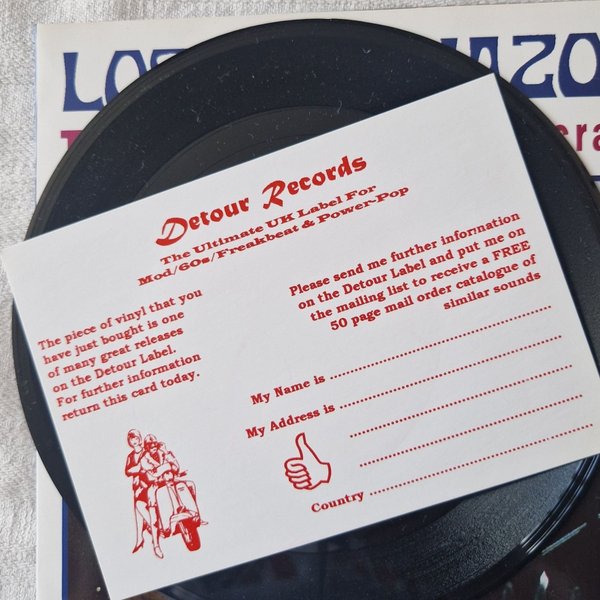 Detour Records
The Ultimate UK Label For
Mod/60s/Freakbeat & Power-Pop
The piece of vinyl that you
have just bought is one
of many great releases
on the Detour Label.
For further information
return this card today.
Please send me further information
on the Detour Label and put me on
the mailing list to receive a FREE
50 page mail order catalogue of
similar sounds
My Name is
My Address is
Country